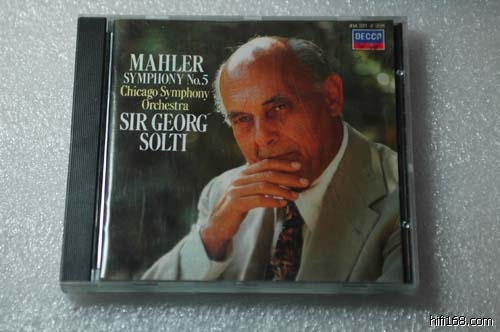 DECCA
MAHLER
SYMPHONY No.5
Chicago Symphony
Orchestra
SIR GEORG
SOLTI
hifi168.com